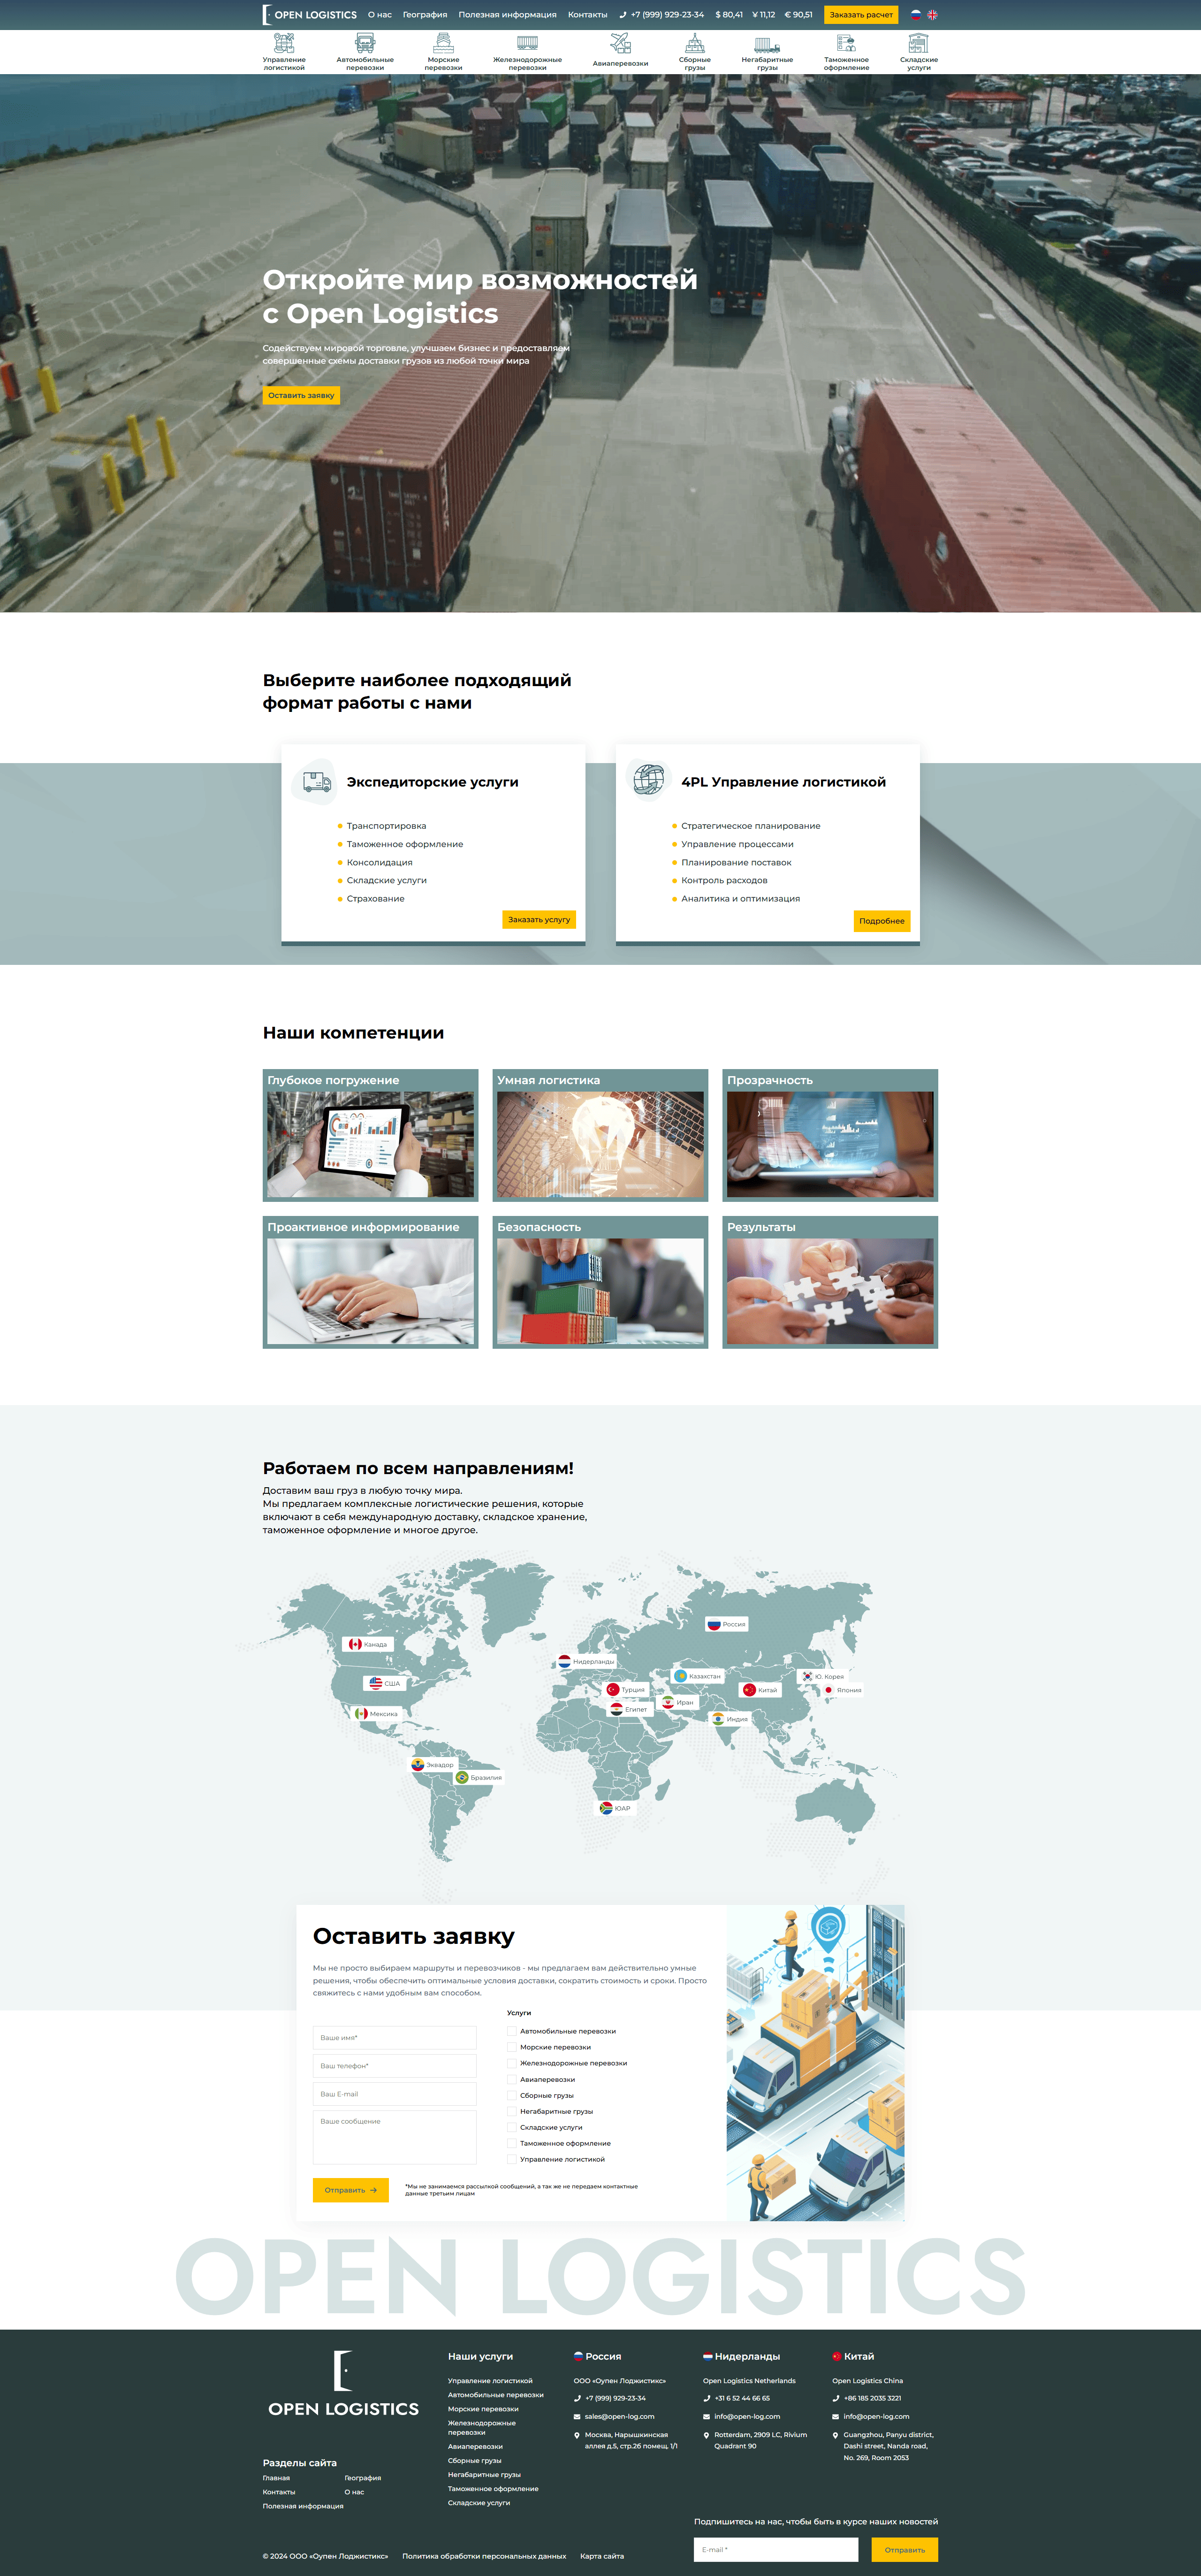 OPEN LOGISTICS О нас География Полезная информация Контакты +7 (999) 929-23-34 $ 80,41 ¥ 11,12 € 90,51 Заказать расчет
Управление
логистикой
Автомобильные
перевозки
Морские
перевозки
Железнодорожные
перевозки
Авиаперевозки
Сборные
грузы
Негабаритные
грузы
Таможенное
оформление
Складские
услуги
Откройте мир возможностей
с Open Logistics
Содействуем мировой торговле, улучшаем бизнес и предоставляем
совершенные схемы доставки грузов из любой точки мира
Оставить заявку
Выберите наиболее подходящий
формат работы с нами
Экспедиторские услуги
Транспортировка
Таможенное оформление
Консолидация
Складские услуги
Страхование
Заказать услугу
4PL Управление логистикой
Стратегическое планирование
Управление процессами
Планирование поставок
Контроль расходов
Аналитика и оптимизация
Подробнее
Наши компетенции
Глубокое погружение
Умная логистика
Прозрачность
Проактивное информирование
Безопасность
Результаты
Работаем по всем направлениям!
Доставим ваш груз в любую точку мира.
Мы предлагаем комплексные логистические решения, которые
включают в себя международную доставку, складское хранение,
таможенное оформление и многое другое.
Россия
Канада
Нидерланды
Казахстан
Ю. Корея
США
Турция
Китай
Япония
Иран
Мексика
Египет
Индия
Эквадор
Бразилия
ЮАР
Оставить заявку
Мы не просто выбираем маршруты и перевозчиков - мы предлагаем вам действительно умные
решения, чтобы обеспечить оптимальные условия доставки, сократить стоимость и сроки. Просто
свяжитесь с нами удобным вам способом.
Ваше имя*
Ваш телефон*
Ваш E-mail
Ваше сообщение
Услуги
Автомобильные перевозки
Морские перевозки
Железнодорожные перевозки
Авиаперевозки
Сборные грузы
Негабаритные грузы
Складские услуги
Таможенное оформление
Управление логистикой
Отправить
*Мы не занимаемся рассылкой сообщений, а так же не передаем контактные
данные третьим лицам
OPEN LOGISTICS
OPEN LOGISTICS
Разделы сайта
Главная
География
Контакты
О нас
Полезная информация
Наши услуги
Управление логистикой
Автомобильные перевозки
Морские перевозки
Железнодорожные
перевозки
Авиаперевозки
Сборные грузы
Негабаритные грузы
Таможенное оформление
Складские услуги
Россия
ООО «Оупен Лоджистикс»
+7 (999) 929-23-34
sales@open-log.com
Москва, Нарышкинская
аллея д.5, стр.2б помещ. 1/1
Нидерланды
Open Logistics Netherlands
+31 6 52 44 66 65
info@open-log.com
Rotterdam, 2909 LC, Rivium
Quadrant 90
Китай
Open Logistics China
+86 185 2035 3221
info@open-log.com
Guangzhou, Panyu district,
Dashi street, Nanda road,
No. 269, Room 2053
Подпишитесь на нас, чтобы быть в курсе наших новостей
E-mail *
Отправить
© 2024 ООО «Оупен Лоджистикс» Политика обработки персональных данных Карта сайта